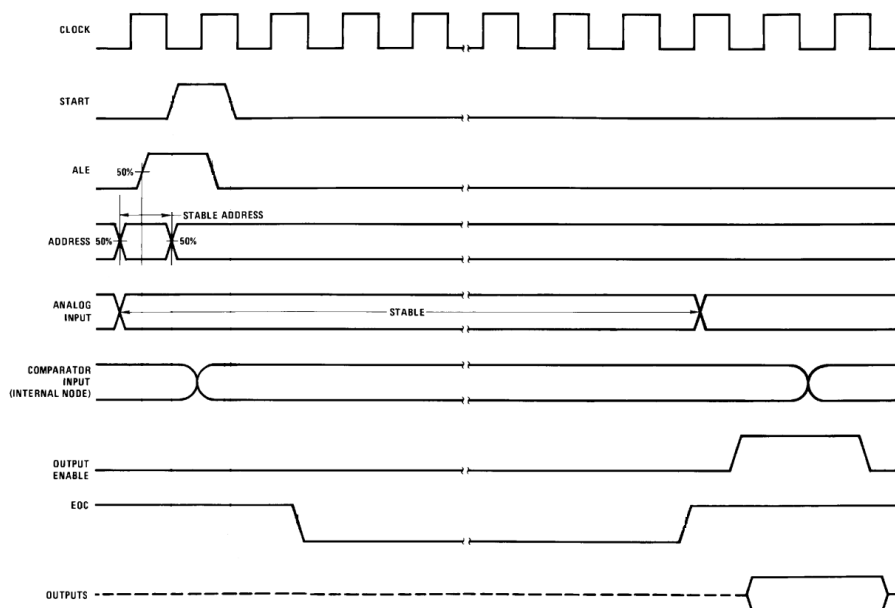 CLOCK
START
ALE
50%
STABLE ADDRESS
ADDRESS 50% 50%
ANALOG
INPUT
STABLE
COMPARATOR
INPUT
(INTERNAL NODE)
OUTPUT
ENABLE
EOC
OUTPUTS